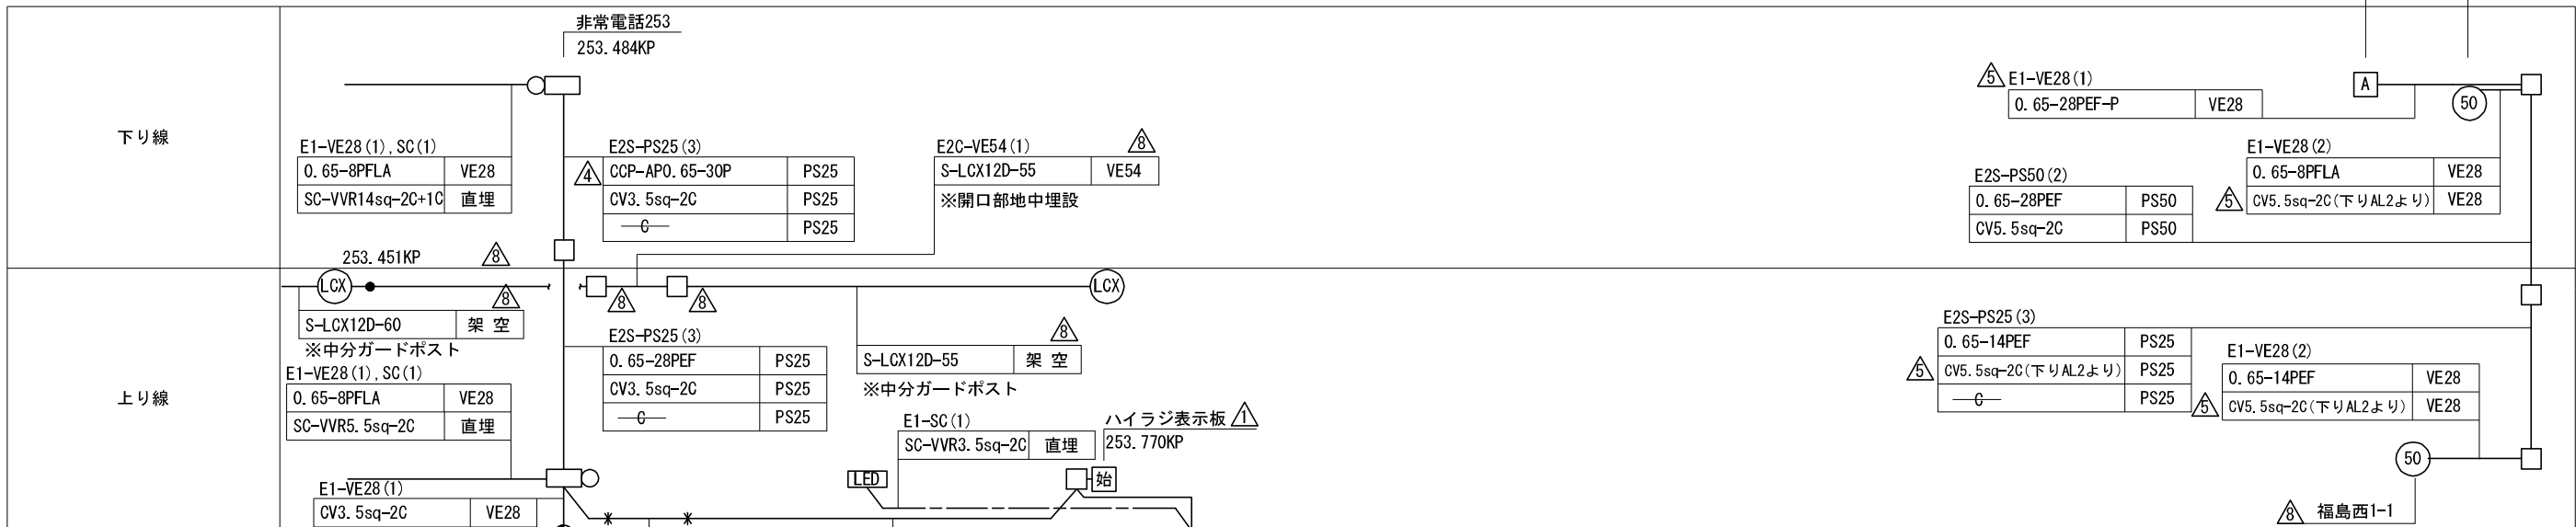 非常電話253
253.484KP
下り線
E1-VE28(1),SC(1)
0.65-8PFLA VE28
SC-VVR14sq-2C+1C 直埋
E2S-PS25(3)
4 CCP-AP0.65-30P PS25
CV3.5sq-2C PS25
C PS25
E2C-VE54(1) 8
S-LCX12D-55 VE54
※開口部地中埋設
5 E1-VE28(1)
0.65-28PEF-P VE28
A
50
E1-VE28(2)
0.65-8PFLA VE28
5 CV5.5sq-2C(下りAL2より) VE28
E2S-PS50(2)
0.65-28PEF PS50
CV5.5sq-2C PS50
上り線
253.451KP 8
LCX
8
S-LCX12D-60 架空
※中分ガードポスト
8
8
LCX
E2S-PS25(3)
0.65-28PEF PS25
CV3.5sq-2C PS25
C PS25
8
S-LCX12D-55 架空
※中分ガードポスト
E1-VE28(1),SC(1)
0.65-8PFLA VE28
SC-VVR5.5sq-2C 直埋
E1-SC(1)
SC-VVR3.5sq-2C 直埋
ハイラジ表示板 1
253.770KP
LED
始
E1-VE28(1)
CV3.5sq-2C VE28
E2S-PS25(3)
0.65-14PEF PS25
5 CV5.5sq-2C(下りAL2より) PS25
C PS25
E1-VE28(2)
0.65-14PEF VE28
5 CV5.5sq-2C(下りAL2より) VE28
50
8 福島西1-1